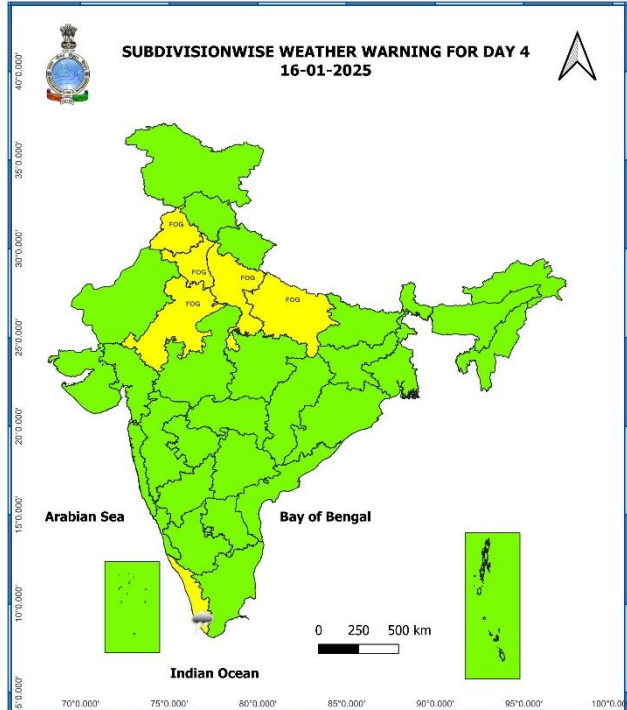 SUBDIVISIONWISE WEATHER WARNING FOR DAY 4
16-01-2025
40°0.000'
35°0.000'
30°0.000'
25°0.000'
20°0.000'
15°0.000'
10°0.000'
5°0.000'
FOG
FOG
FOG
FOG
FOG
Arabian Sea
Bay of Bengal
0 250 500 km
Indian Ocean
70°0.000' 75°0.000' 80°0.000' 85°0.000' 90°0.000' 95°0.000' 100°0.00